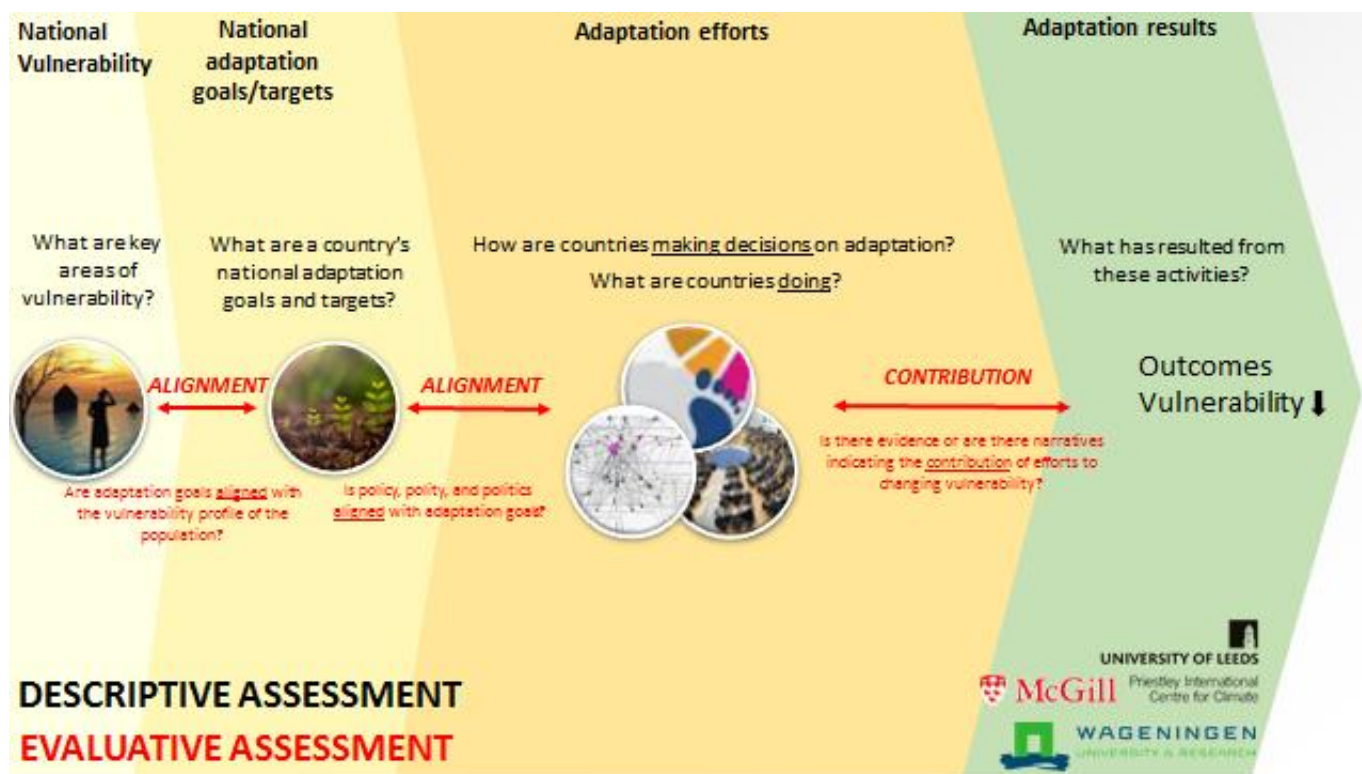 National
Vulnerability
National
adaptation
goals/targets
Adaptation efforts
Adaptation results
What are key
areas of
vulnerability?
What are a country's
national adaptation
goals and targets?
How are countries making decisions on adaptation?
What are countries doing?
What has resulted from
these activities?
ALIGNMENT
ALIGNMENT
CONTRIBUTION
Outcomes
Vulnerability
Are adaptation goals aligned with
the vulnerability profile of the
population?
Is policy, polity, and politics
aligned with adaptation goals?
Is there evidence or are there narratives
indicating the contribution of efforts to
changing vulnerability?
DESCRIPTIVE ASSESSMENT
EVALUATIVE ASSESSMENT
UNIVERSITY OF LEEDS
McGill
Priestley International
Centre for Climate
WAGENINGEN
UNIVERSITY & RESEARCH